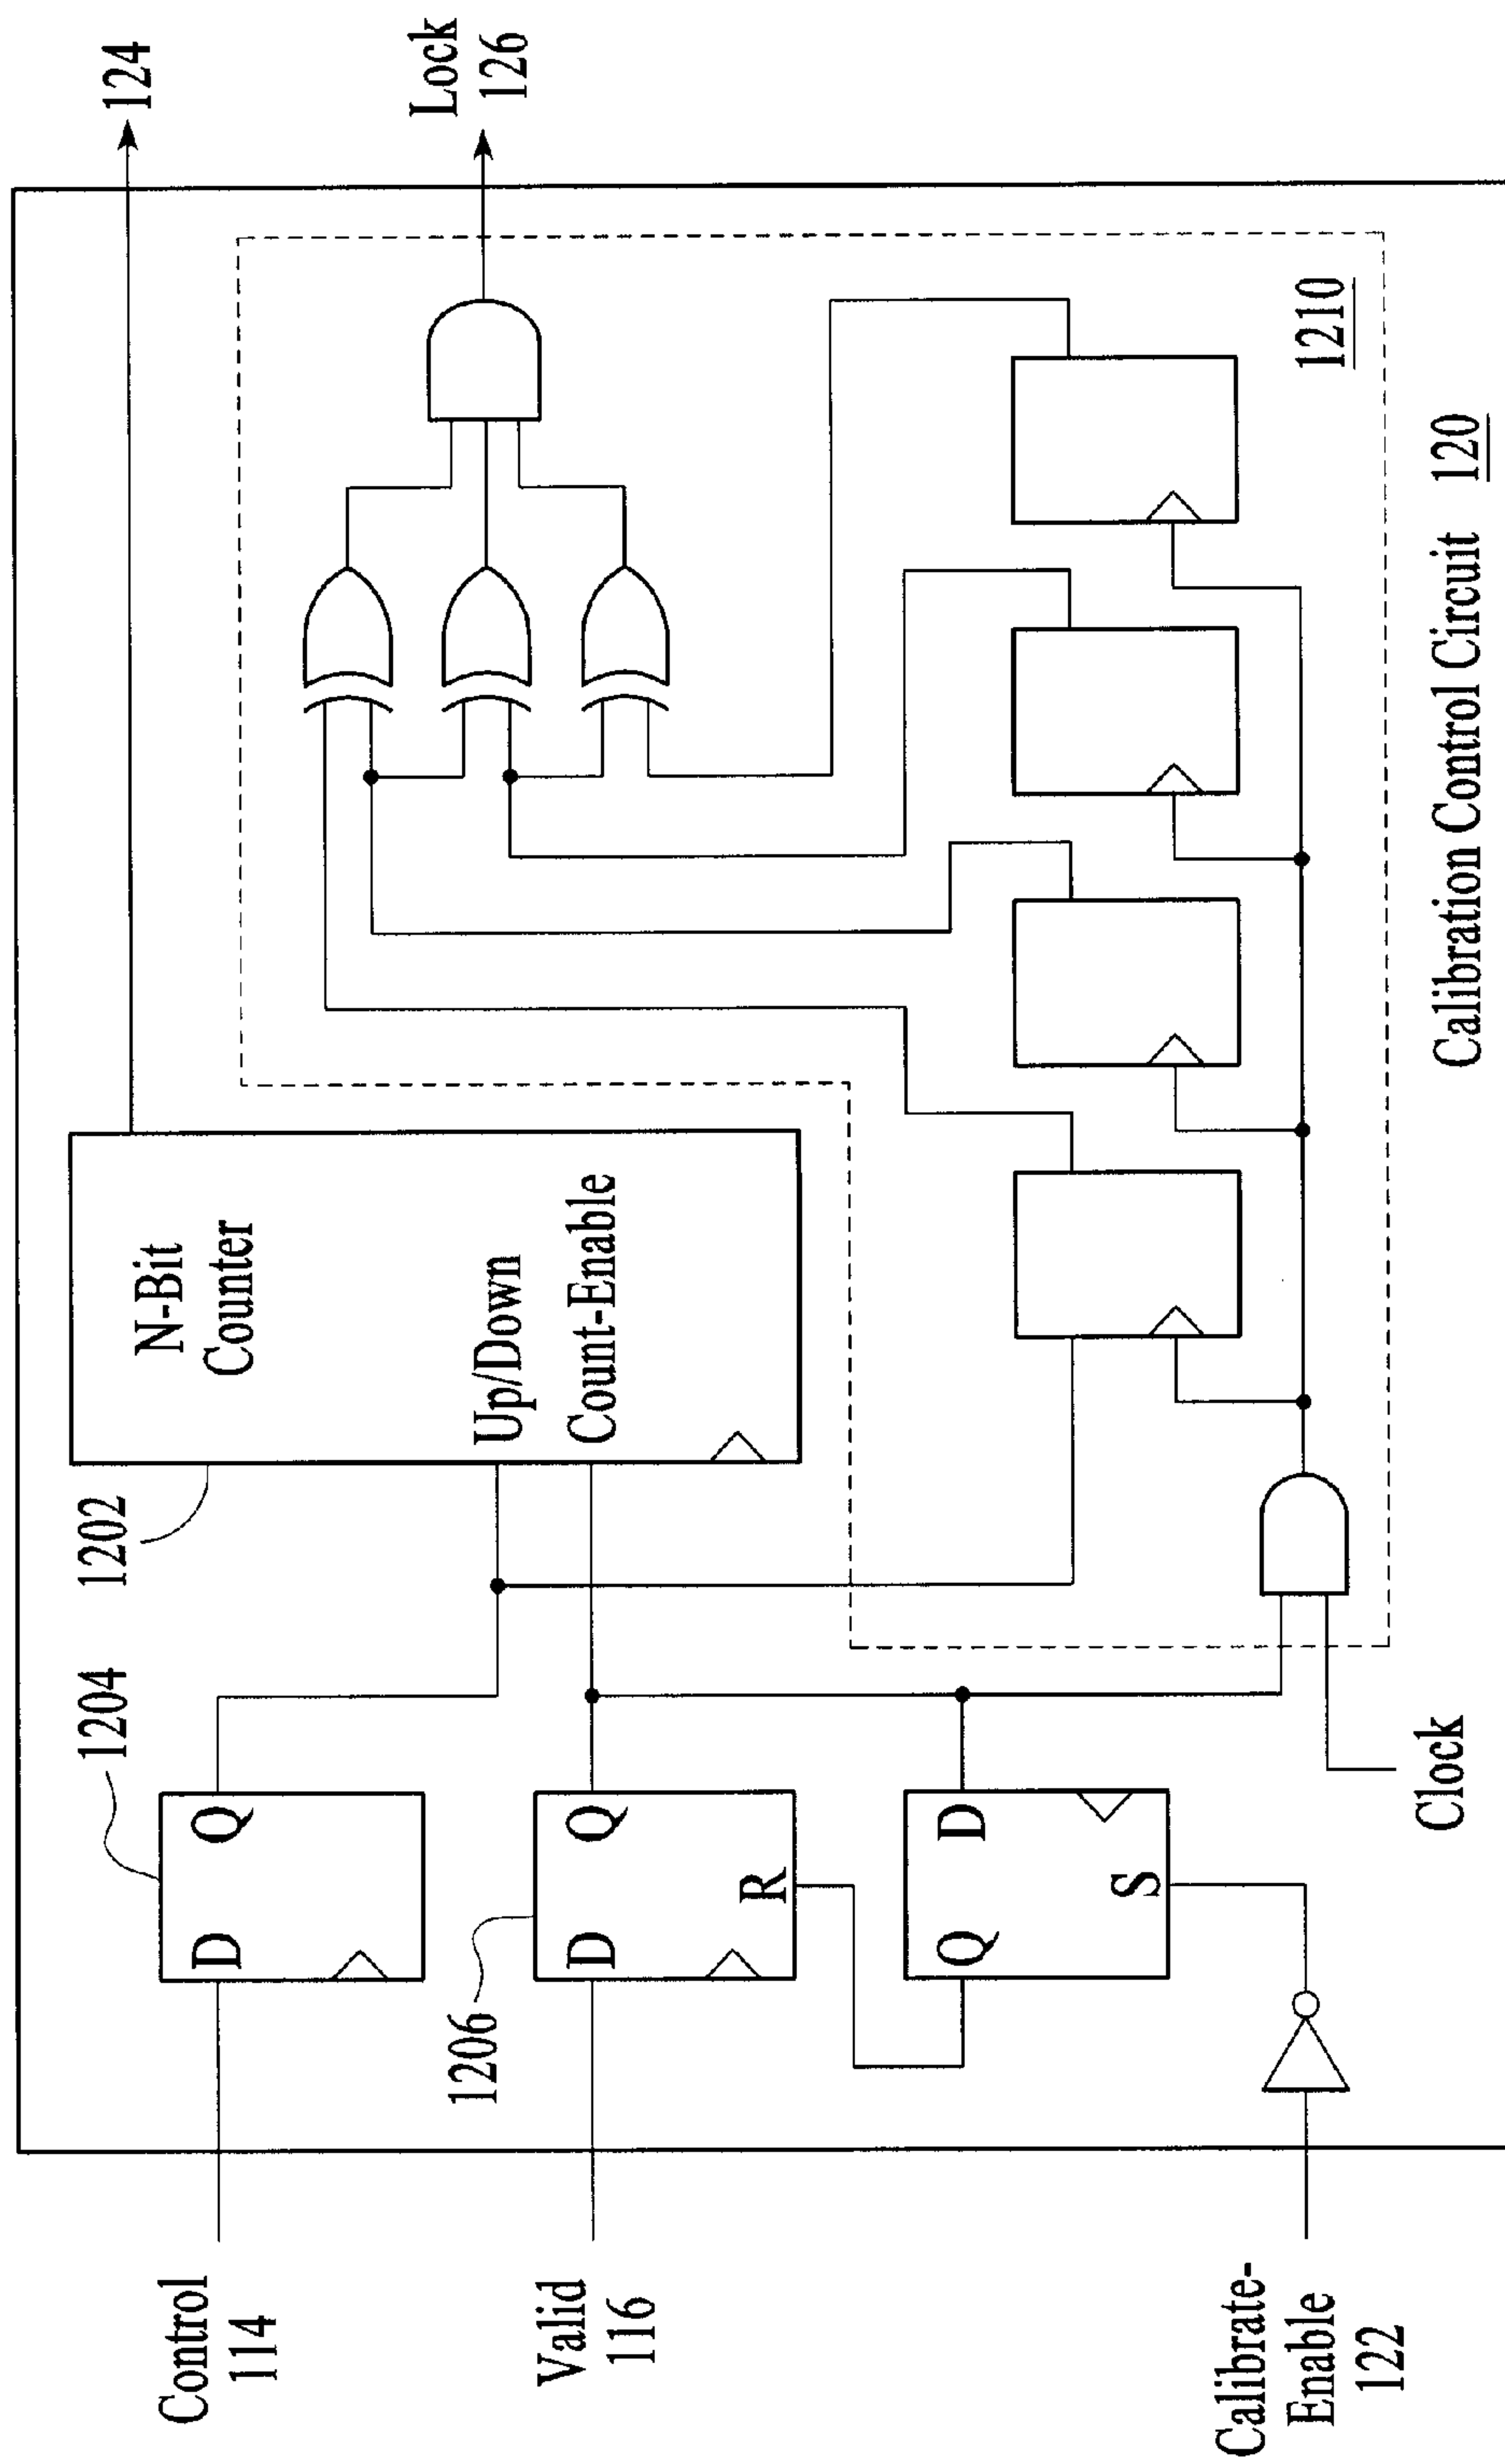 Control
114
Valid
116
Calibrate-
Enable
122
1204
D
Q
1206
D
Q
R
Q
D
S
Clock
1202
N-Bit
Counter
Up/Down
Count-Enable
124
Lock
126
1210
Calibration Control Circuit 120